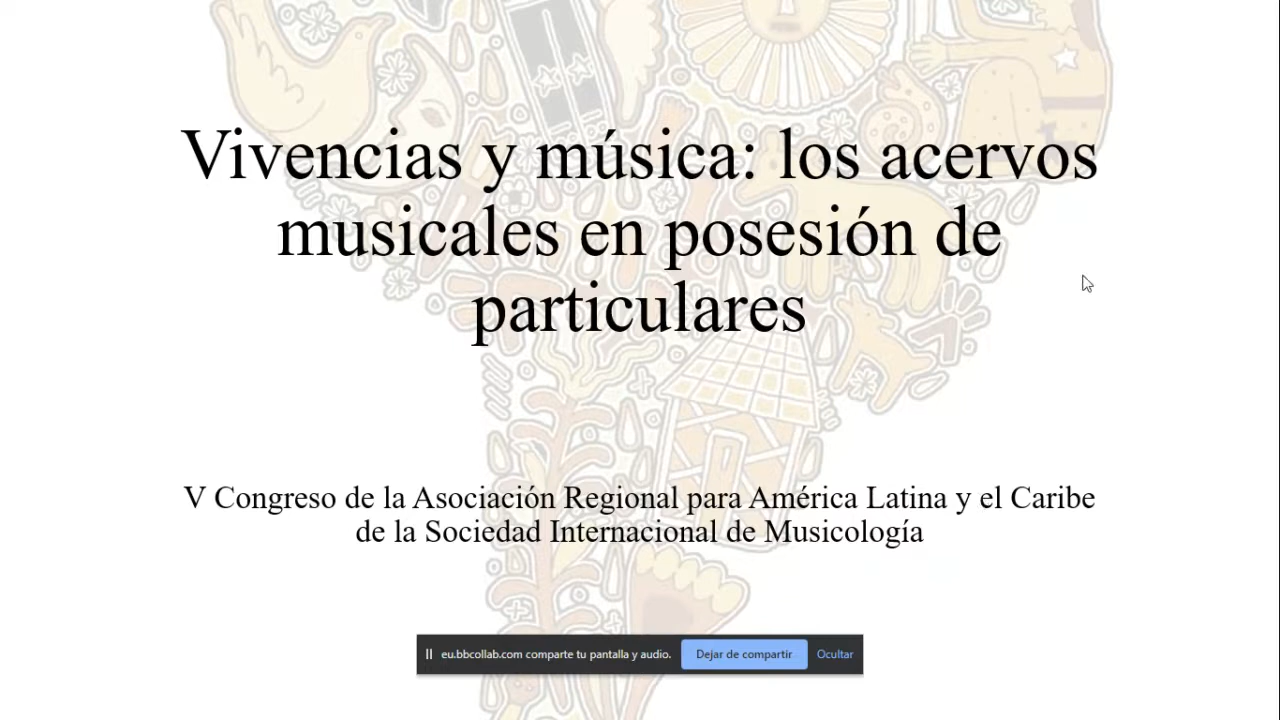 Vivencias y música: los acervos
musicales en posesión de
particulares
V Congreso de la Asociación Regional para América Latina y el Caribe
de la Sociedad Internacional de Musicología
eu.bbcollab.com comparte tu pantalla y audio. Dejar de compartir Ocultar